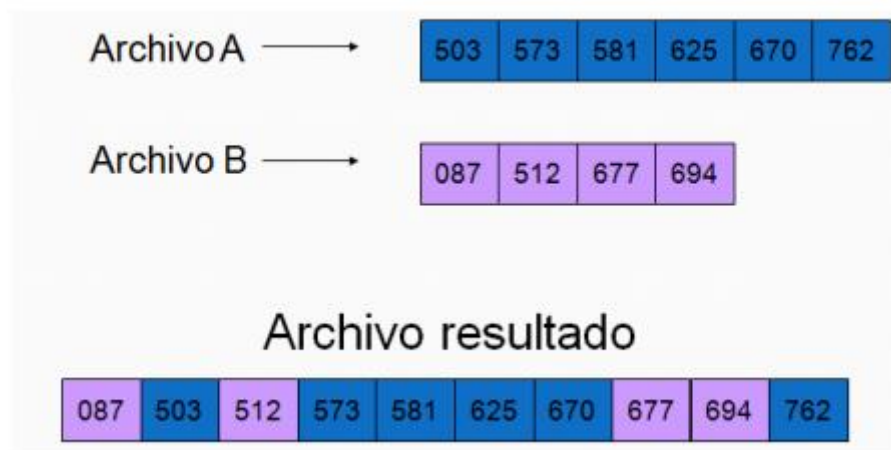 Archivo A
503 573 581 625 670 762
Archivo B
087 512 677 694
Archivo resultado
087 503 512 573 581 625 670 677 694 762